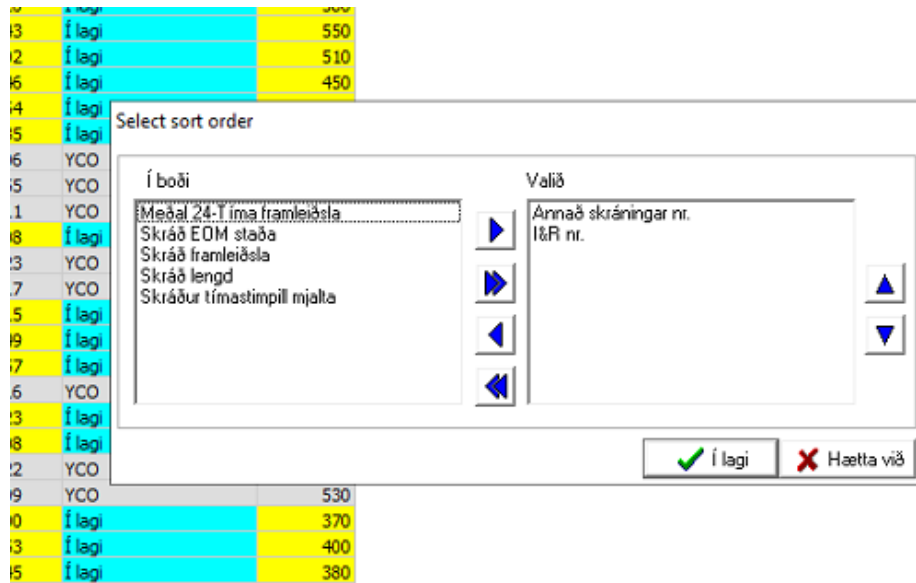 Í lagi 550
Í lagi 510
Í lagi 450
Í lagi
Í lagi
YCO
YCO
YCO
Í lagi
YCO
YCO
Í lagi
Í lagi
Í lagi
YCO
Í lagi
Í lagi
YCO
YCO 530
Í lagi 370
Í lagi 400
Í lagi 380
Select sort order
Í boði
Meðal 24-Tíma framleiðsla
Skráð EOM staða
Skráð framleiðsla
Skráð lengd
Skráður tímastimpill mjalta
Valið
Annað skráningar nr.
I&R nr.
Í lagi
Hætta við